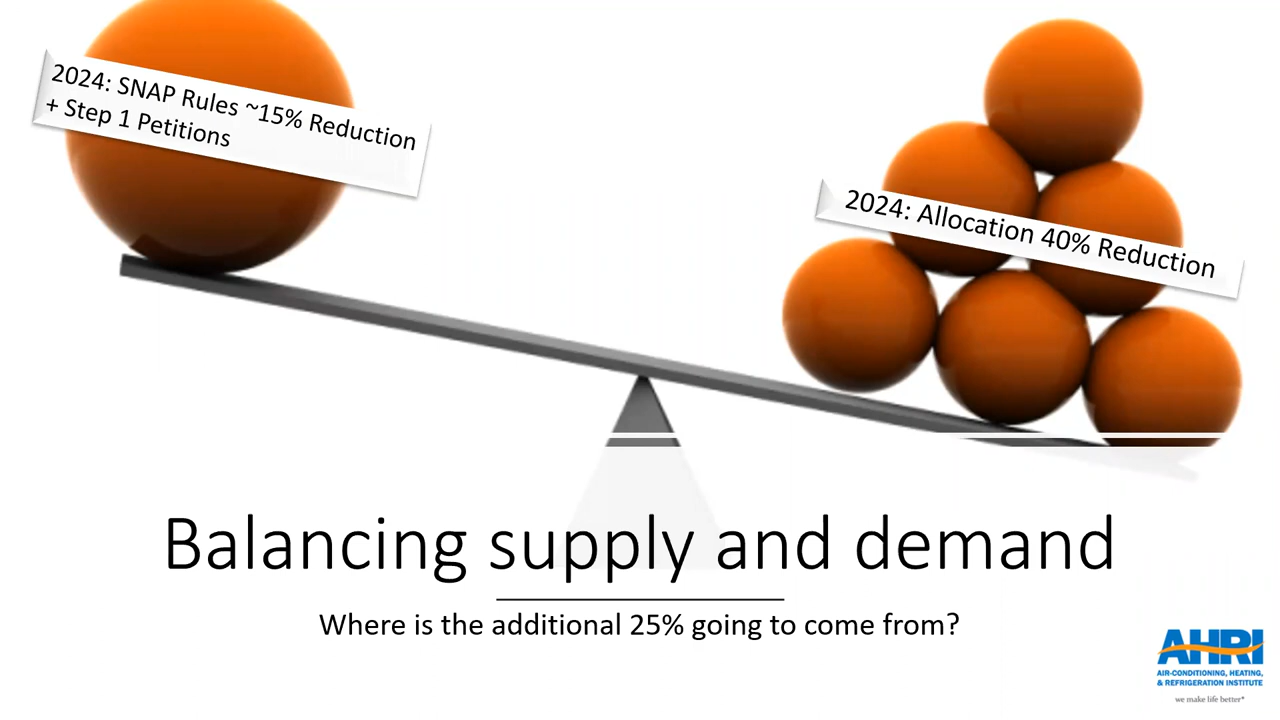 2024: SNAP Rules ~15% Reduction
+ Step 1 Petitions
2024: Allocation 40% Reduction
Balancing supply and demand
Where is the additional 25% going to come from?
AHRI
AIR-CONDITIONING, HEATING,
& REFRIGERATION INSTITUTE
we make life better*